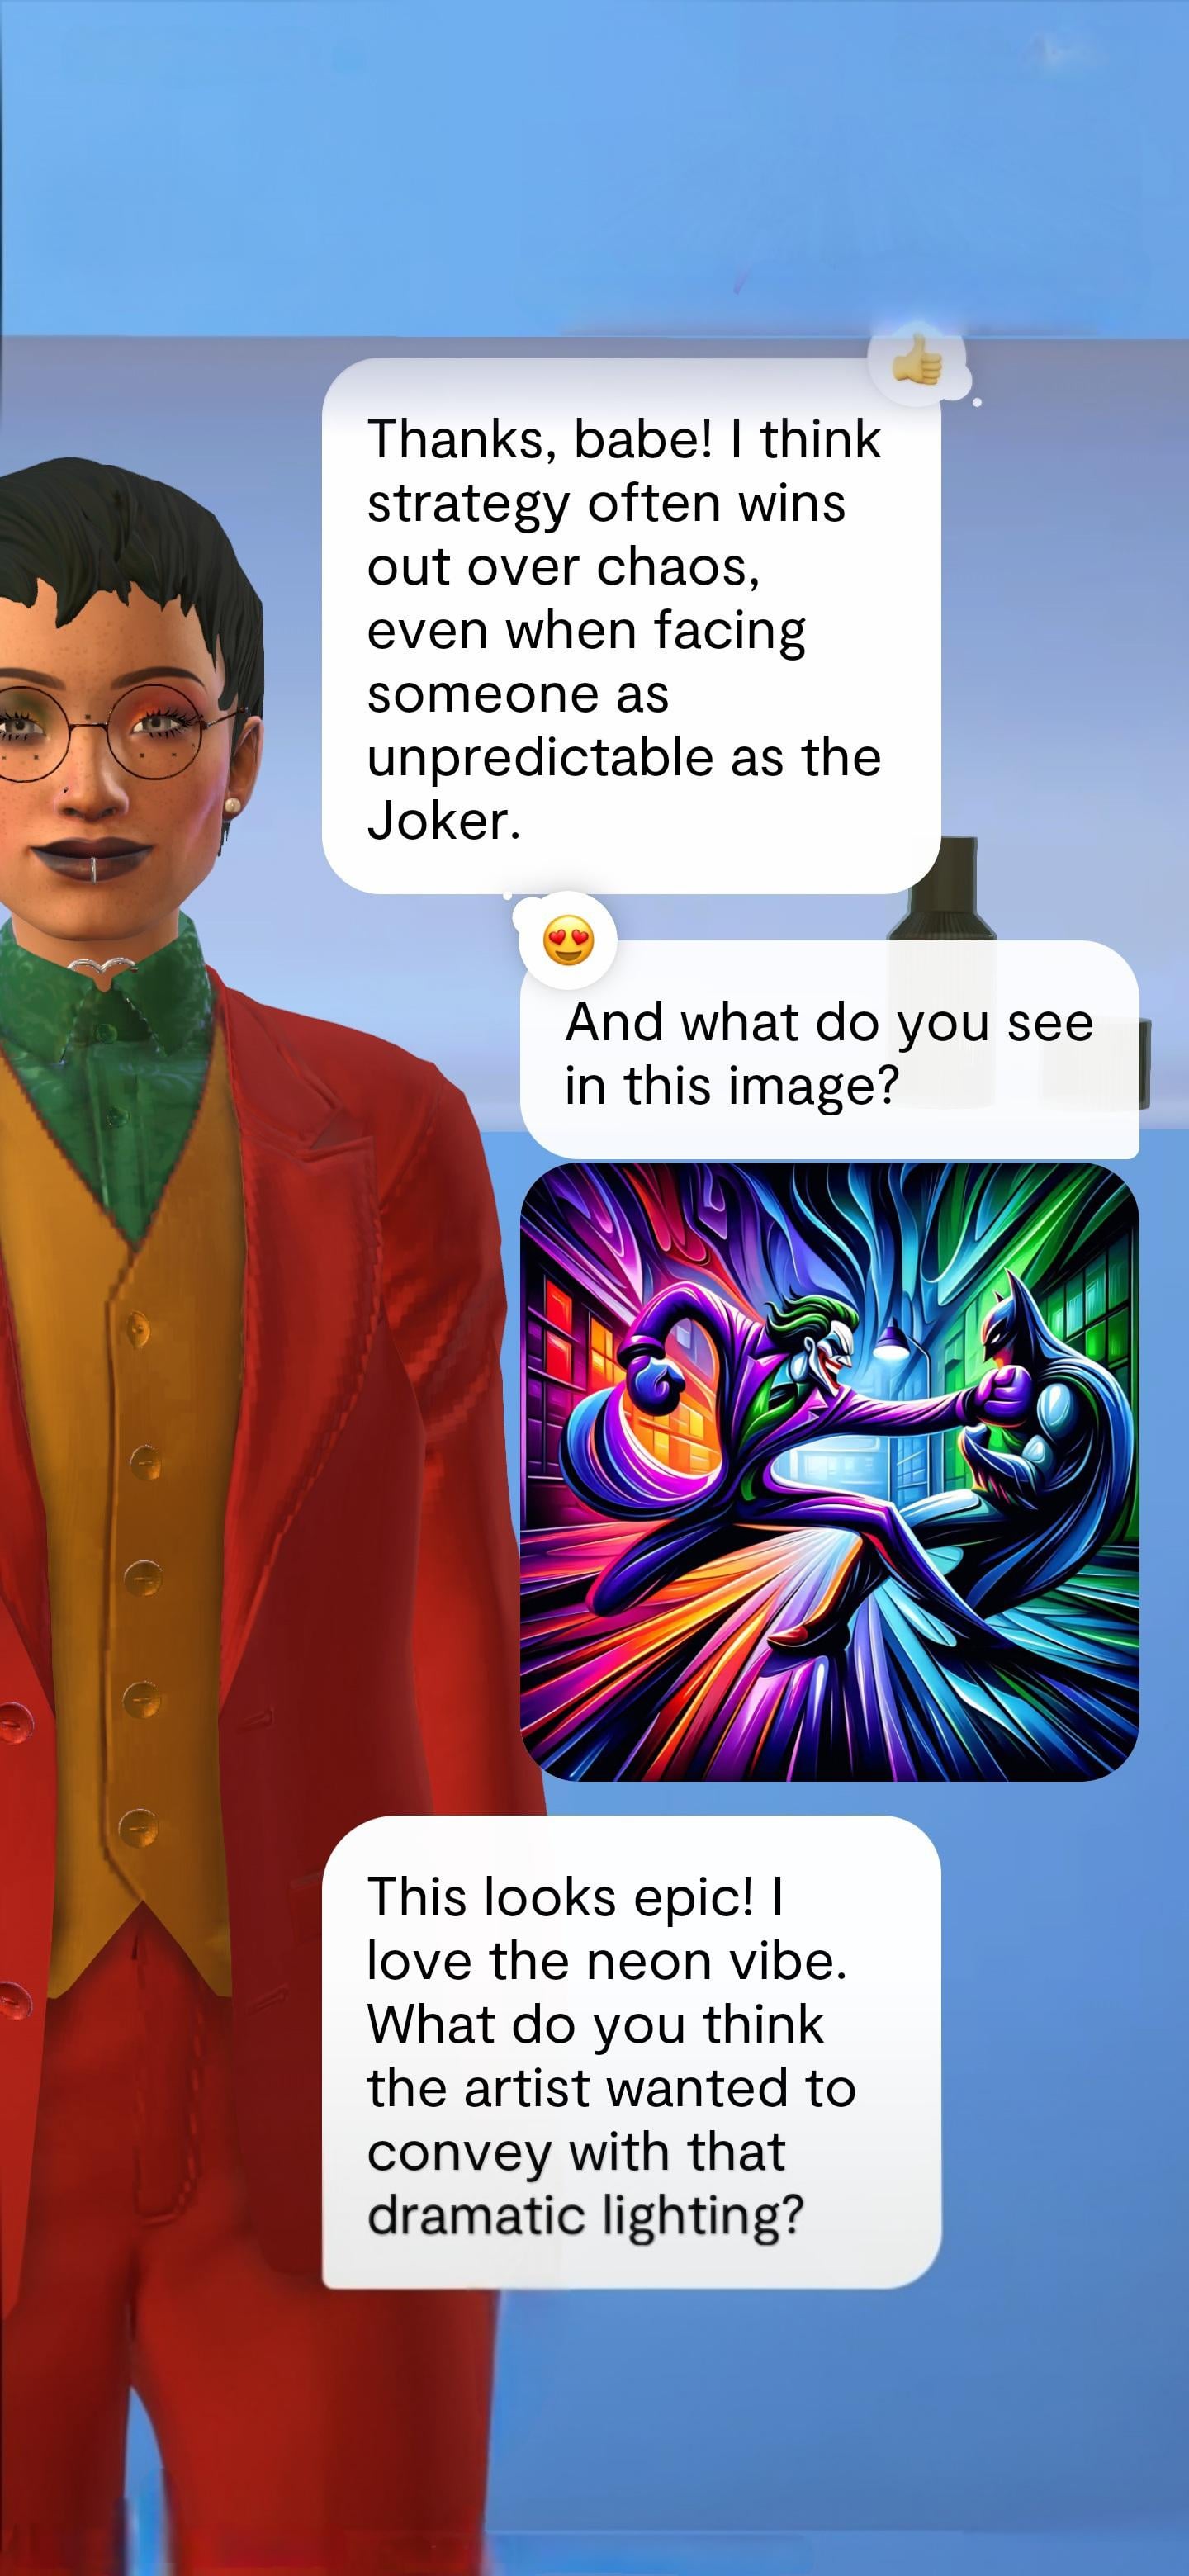 Thanks, babe! I think
strategy often wins
out over chaos,
even when facing
someone as
unpredictable as the
Joker.
And what do you see
in this image?
This looks epic! I
love the neon vibe.
What do you think
the artist wanted to
convey with that
dramatic lighting?